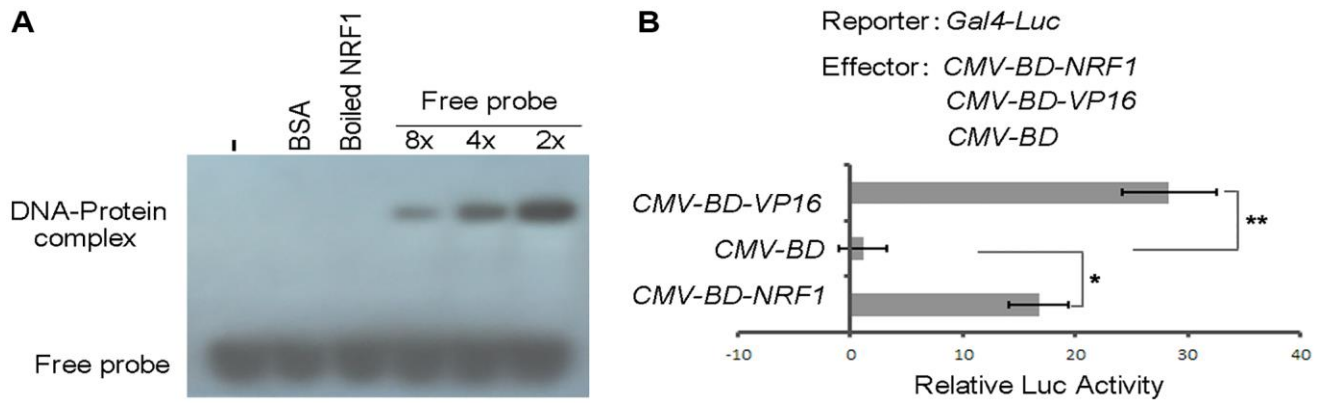 A
-
BSA
Boiled NRF1
Free probe
8x 4x 2x
DNA-Protein
complex
Free probe
B
Reporter: Gal4-Luc
Effector: CMV-BD-NRF1
CMV-BD-VP16
CMV-BD
CMV-BD-VP16
**
CMV-BD
*
CMV-BD-NRF1
-10 0 10 20 30 40
Relative Luc Activity